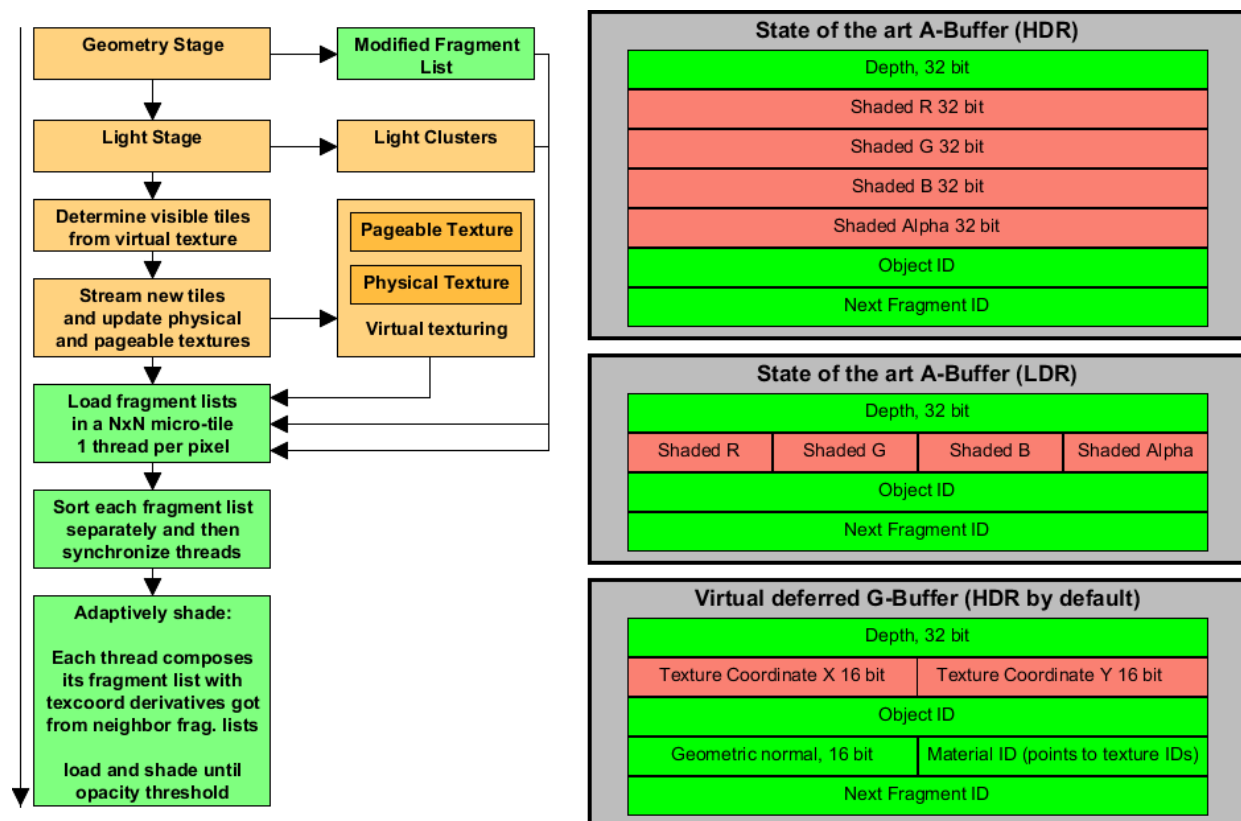 Geometry Stage
Modified Fragment
List
Light Stage
Light Clusters
Determine visible tiles
from virtual texture
Pageable Texture
Physical Texture
Virtual texturing
Stream new tiles
and update physical
and pageable textures
Load fragment lists
in a NxN micro-tile
1 thread per pixel
Sort each fragment list
separately and then
synchronize threads
Adaptively shade:
Each thread composes
its fragment list with
texcoord derivatives got
from neighbor frag. lists
load and shade until
opacity threshold
State of the art A-Buffer (HDR)
Depth, 32 bit
Shaded R 32 bit
Shaded G 32 bit
Shaded B 32 bit
Shaded Alpha 32 bit
Object ID
Next Fragment ID
State of the art A-Buffer (LDR)
Depth, 32 bit
Shaded R Shaded G Shaded B Shaded Alpha
Object ID
Next Fragment ID
Virtual deferred G-Buffer (HDR by default)
Depth, 32 bit
Texture Coordinate X 16 bit Texture Coordinate Y 16 bit
Object ID
Geometric normal, 16 bit Material ID (points to texture IDs)
Next Fragment ID